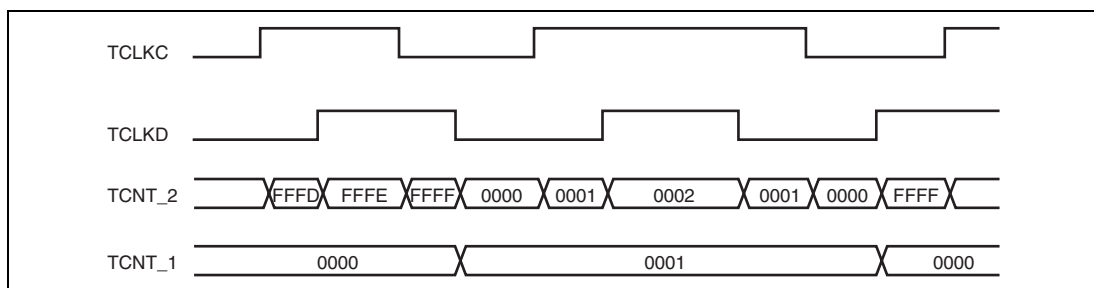 TCLKC
TCLKD
TCNT_2 FFFD FFFE FFFF 0000 0001 0002 0001 0000 FFFF
TCNT_1 0000 0001 0000